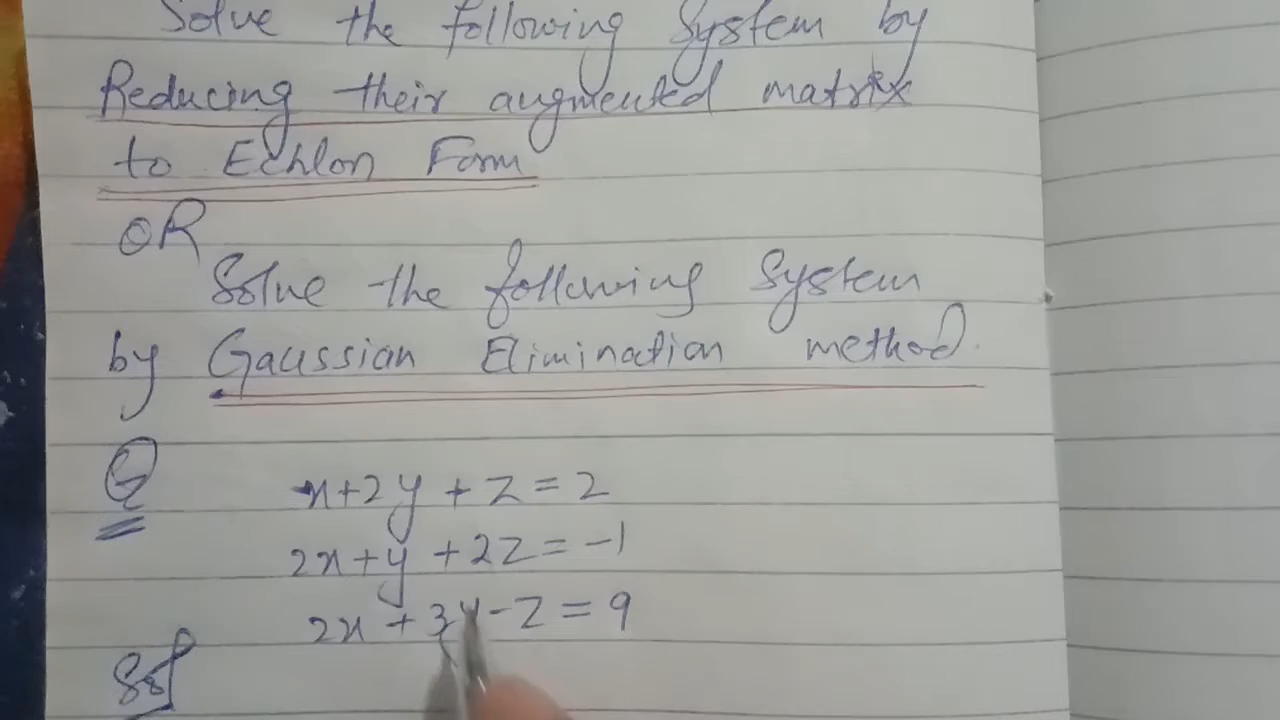 Solve the following system by
Reducing their augmented matrix
to Echlon Form
OR
Solve the following System
by Gaussian Elimination method.
Q
x+2y+z=2
2x+y+2z=-1
2x+3y-z=9
Sol